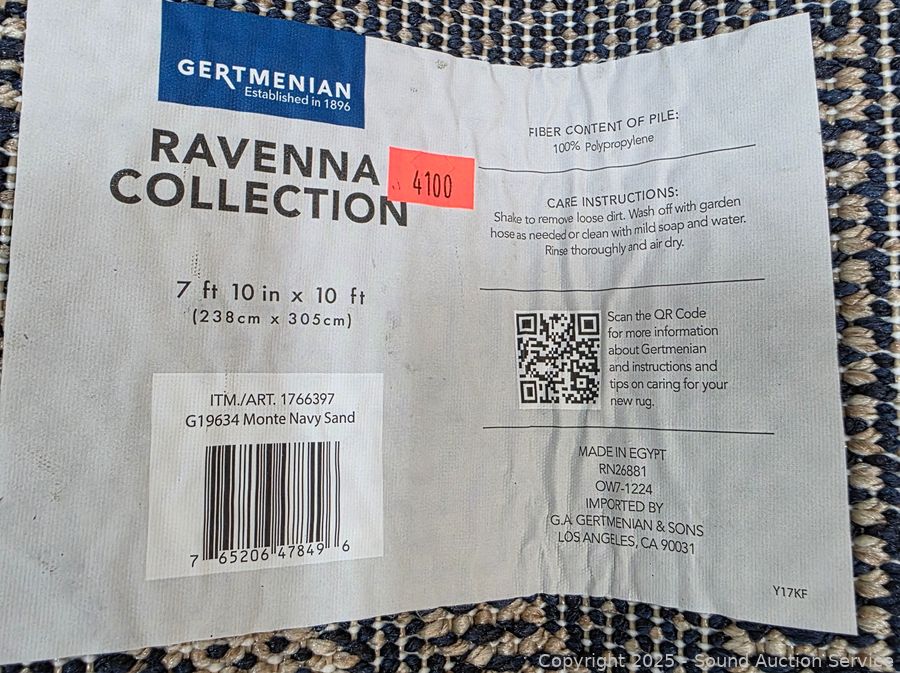 GERTMENIAN
Established in 1896
RAVENNA
COLLECTION
4100
7 ft 10 in x 10 ft
(238cm x 305cm)
ITM./ART. 1766397
G19634 Monte Navy Sand
7 65206 47849 6
FIBER CONTENT OF PILE:
100% Polypropylene
CARE INSTRUCTIONS:
Shake to remove loose dirt. Wash off with garden
hose as needed or clean with mild soap and water.
Rinse thoroughly and air dry.
Scan the QR Code
for more information
about Gertmenian
and instructions and
tips on caring for your
new rug.
MADE IN EGYPT
RN26881
OW7-1224
IMPORTED BY
G.A. GERTMENIAN & SONS
LOS ANGELES, CA 90031
Y17KF
Copyright 2025 - Sound Auction Service